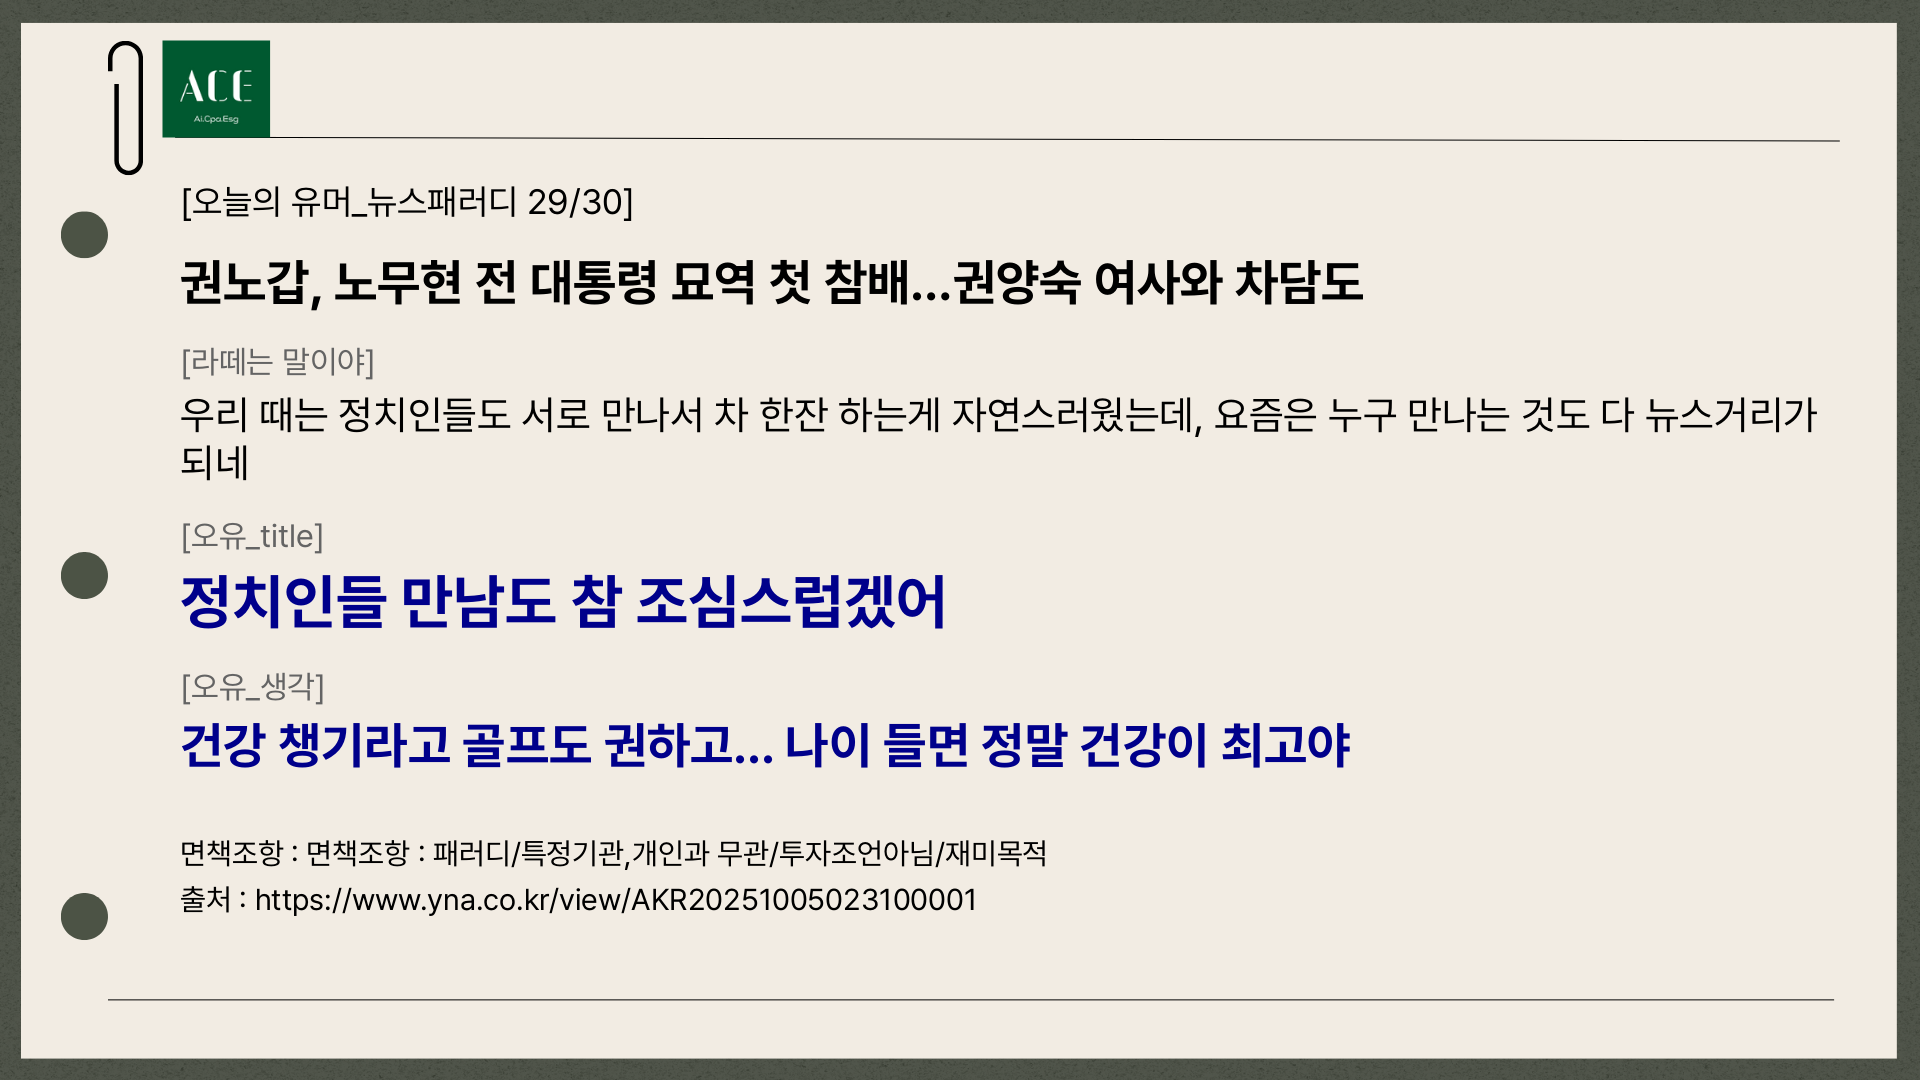 ACE
Ai.Cpa.Esg
[오늘의 유머_뉴스패러디 29/30]
권노갑, 노무현 전 대통령 묘역 첫 참배...권양숙 여사와 차담도
[라떼는 말이야]
우리 때는 정치인들도 서로 만나서 차 한잔 하는게 자연스러웠는데, 요즘은 누구 만나는 것도 다 뉴스거리가
되네
[오유_title]
정치인들 만남도 참 조심스럽겠어
[오유_생각]
건강 챙기라고 골프도 권하고... 나이 들면 정말 건강이 최고야
면책조항 : 면책조항 : 패러디/특정기관,개인과 무관/투자조언아님/재미목적
출처 : https://www.yna.co.kr/view/AKR20251005023100001